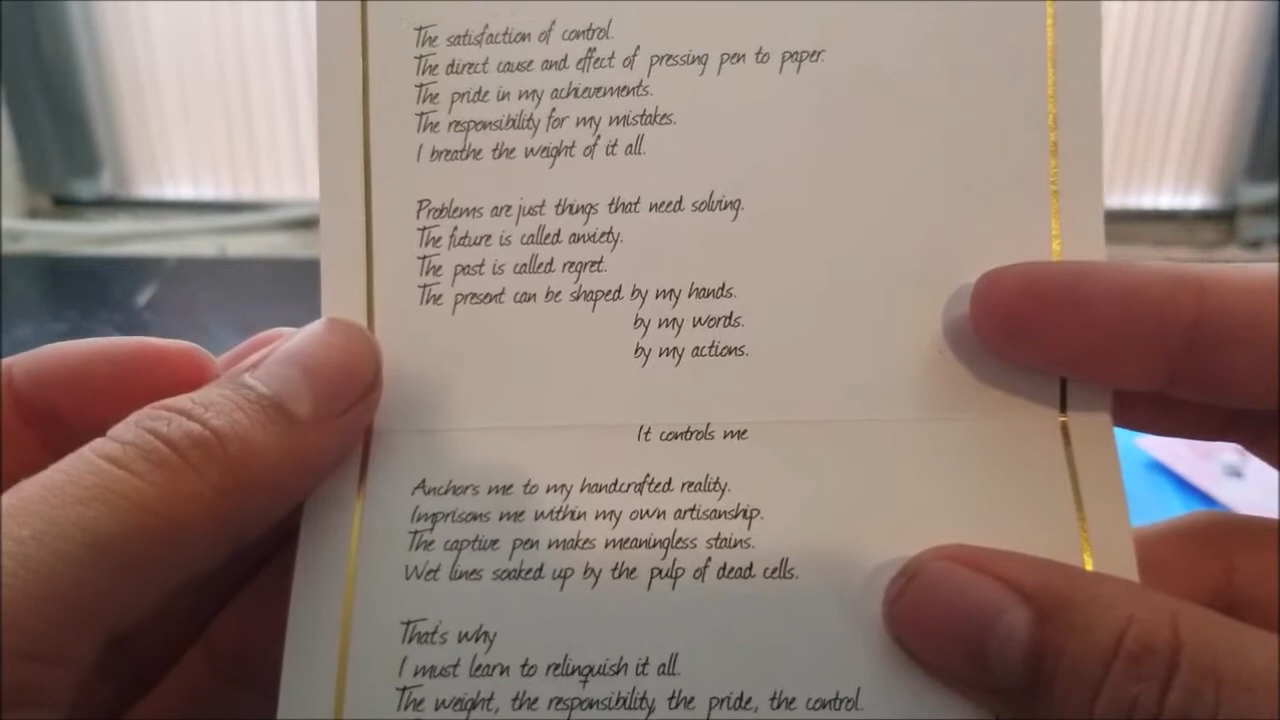 The satisfaction of control.
The direct cause and effect of pressing pen to paper.
The pride in my achievements.
The responsibility for my mistakes.
I breathe the weight of it all.
Problems are just things that need solving.
The future is called anxiety.
The past is called regret.
The present can be shaped by my hands.
by my words.
by my actions.
It controls me
Anchors me to my handcrafted reality.
Imprisons me within my own artisanship.
The captive pen makes meaningless stains.
Wet lines soaked up by the pulp of dead cells.
That's why
I must learn to relinquish it all.
The weight, the responsibility, the pride, the control.